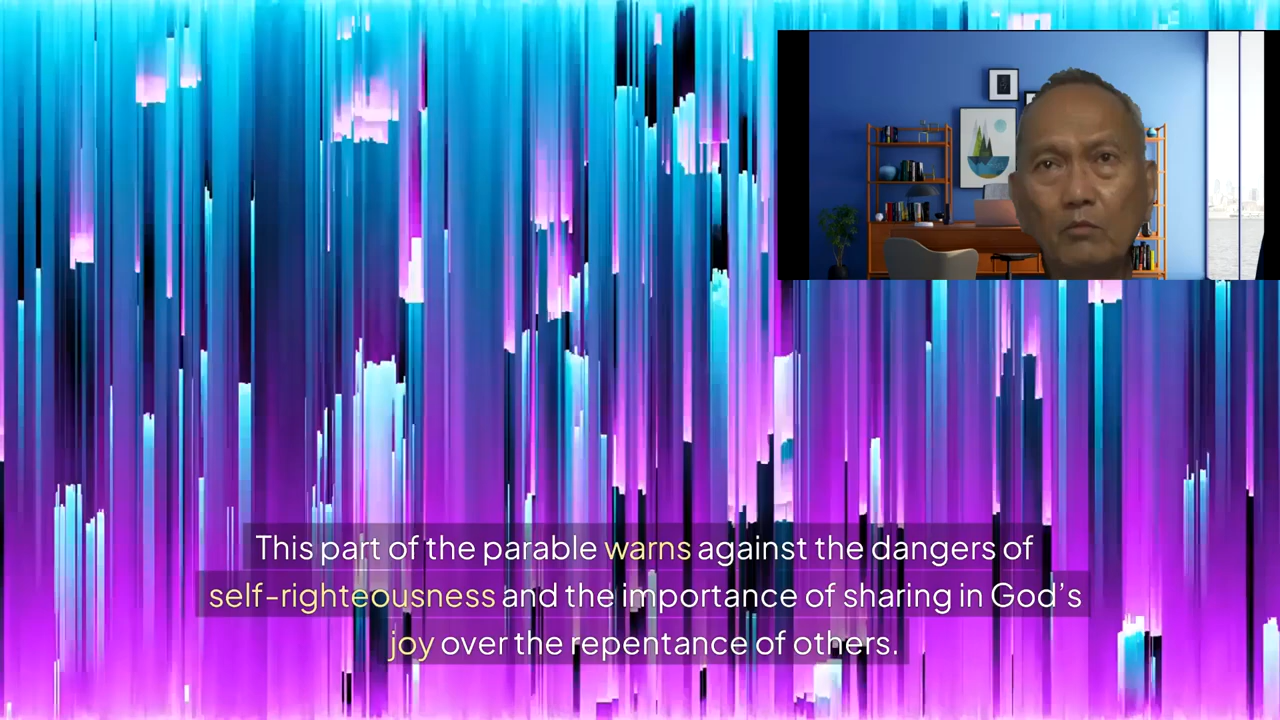 This part of the parable warns against the dangers of
self-righteousness and the importance of sharing in God’s
joy over the repentance of others.